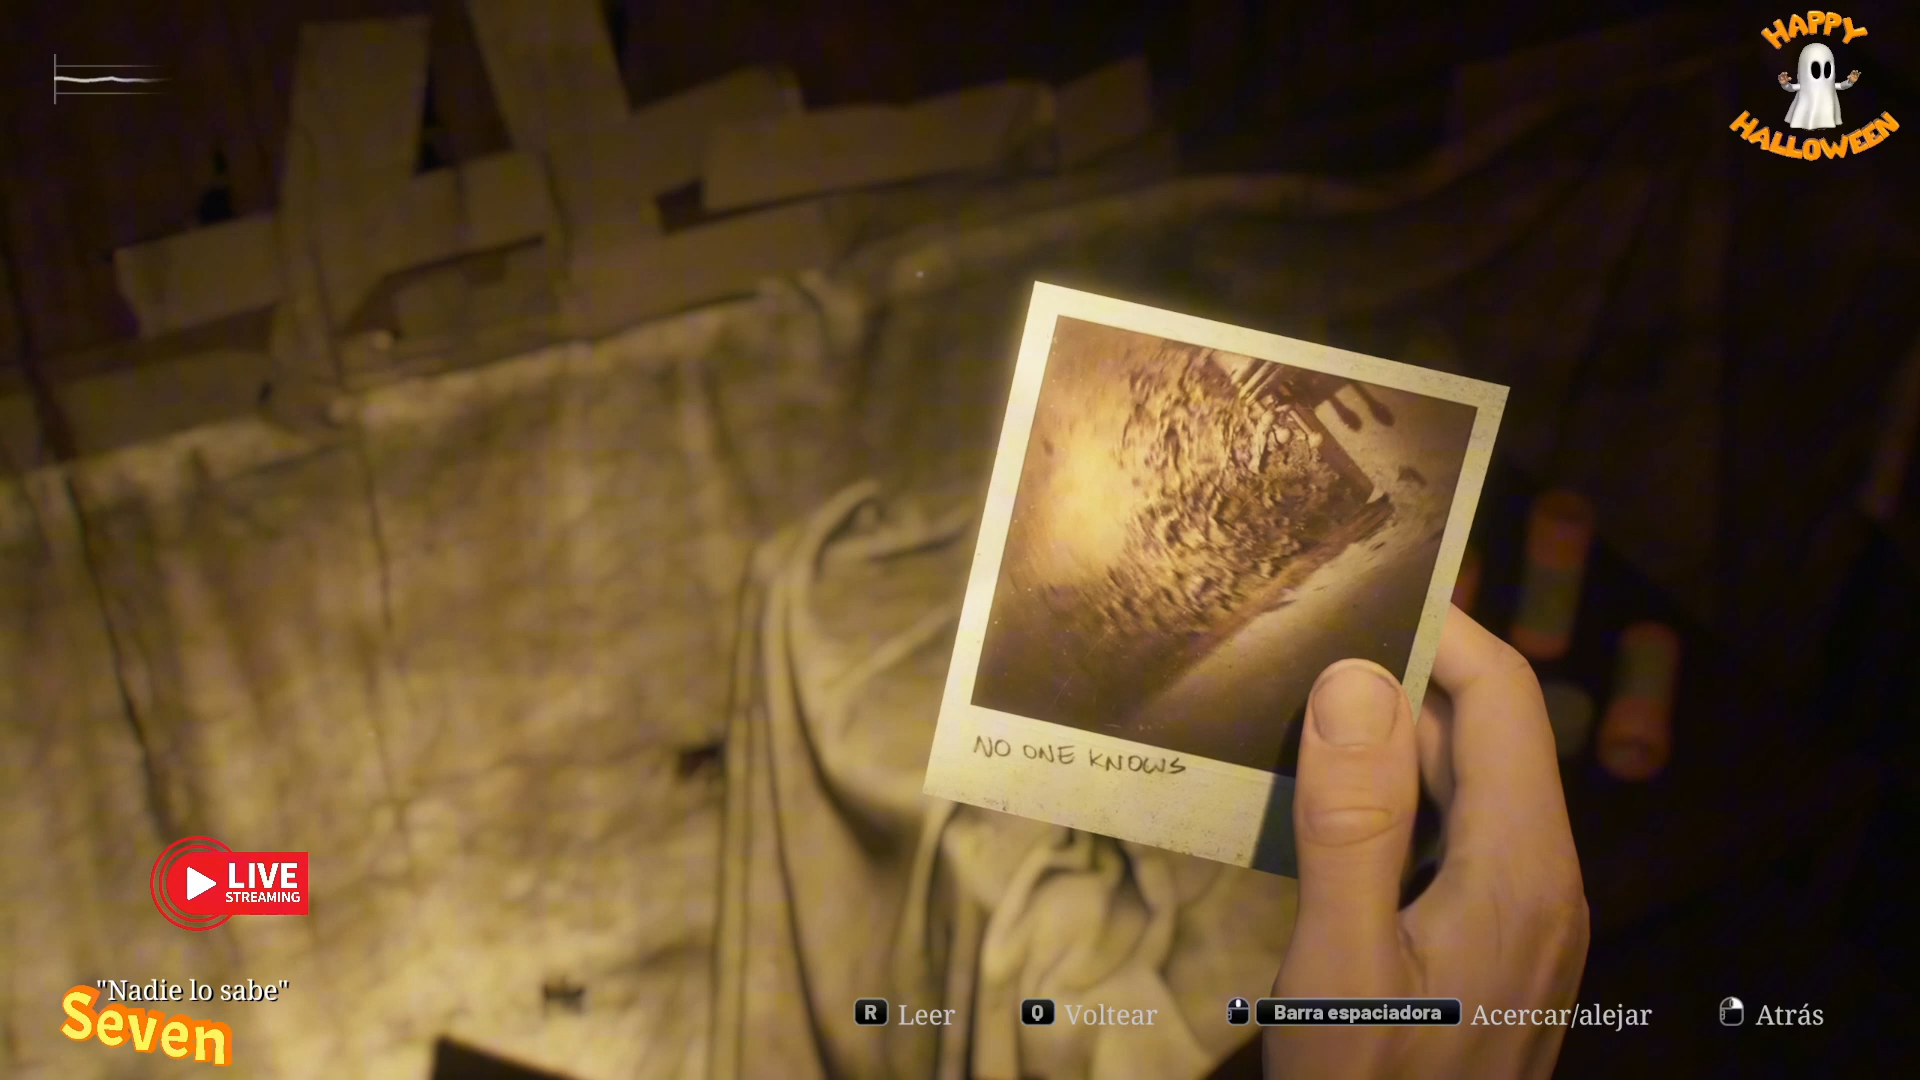 HAPPY
HALLOWEEN
NO ONE KNOWS
LIVE
STREAMING
"Nadie lo sabe"
Seven
R Leer
Q Voltear
Barra espaciadora Acercar/alejar
Atrás